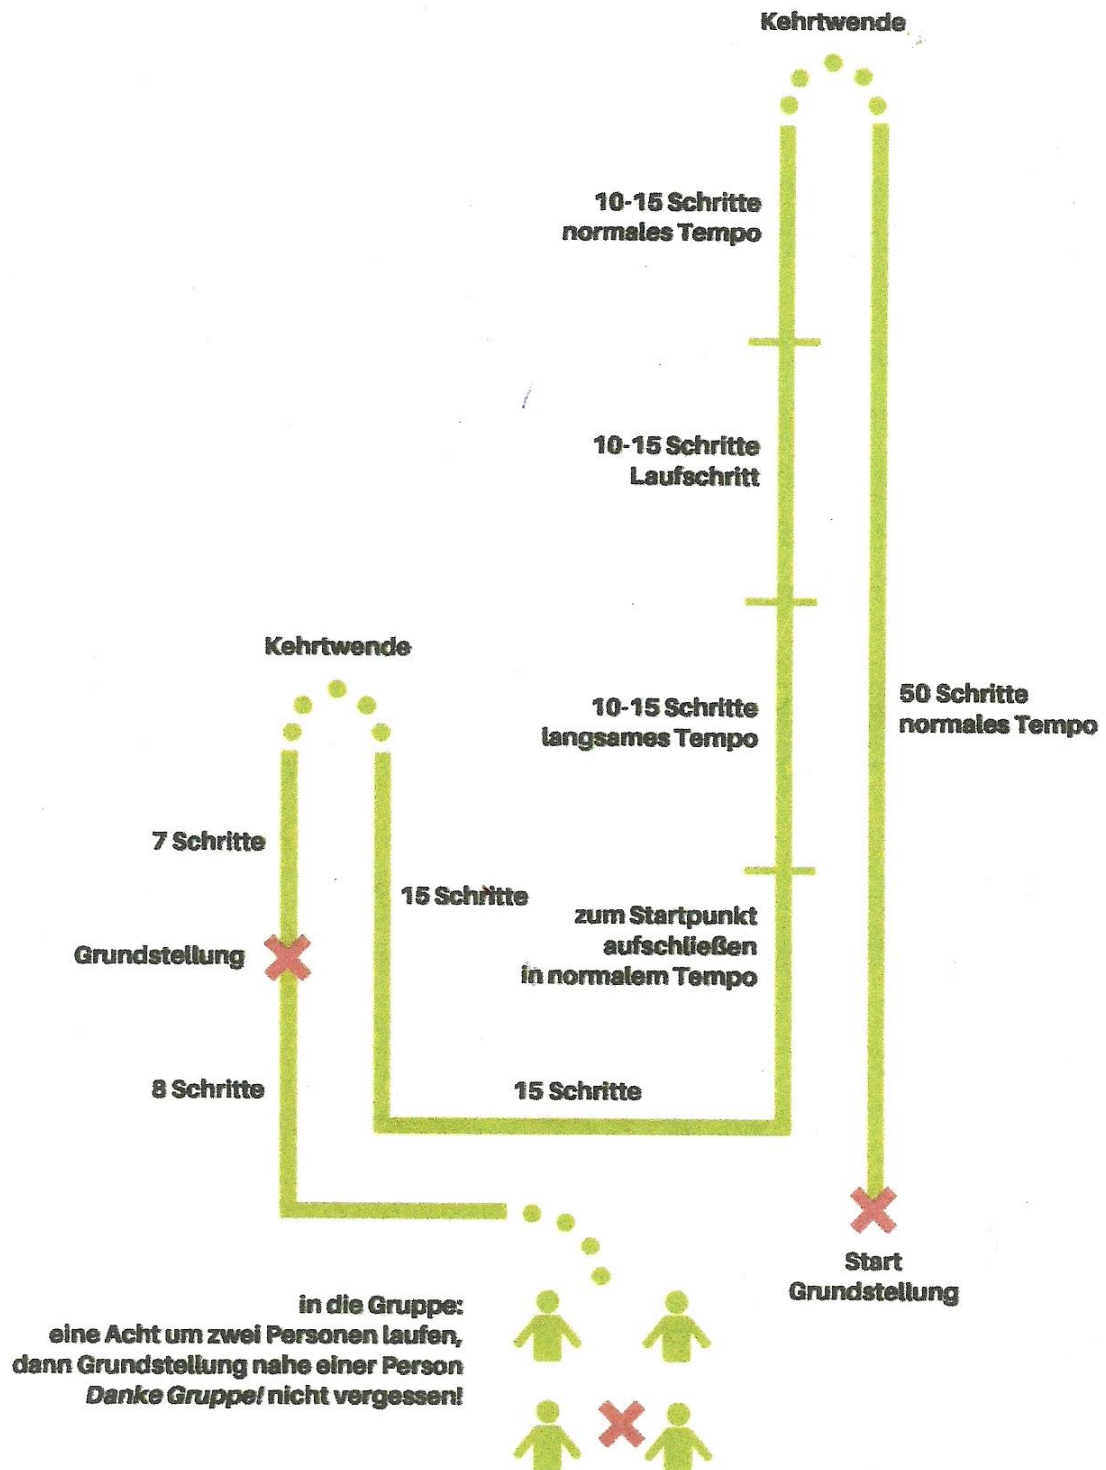 Kehrtwende
10-15 Schritte
normales Tempo
10-15 Schritte
Laufschritt
Kehrtwende
10-15 Schritte
langsames Tempo
50 Schritte
normales Tempo
7 Schritte
15 Schritte
zum Startpunkt
aufschließen
in normalem Tempo
Grundstellung
8 Schritte
15 Schritte
Start
Grundstellung
in die Gruppe:
eine Acht um zwei Personen laufen,
dann Grundstellung nahe einer Person
Danke Gruppe! nicht vergessen!